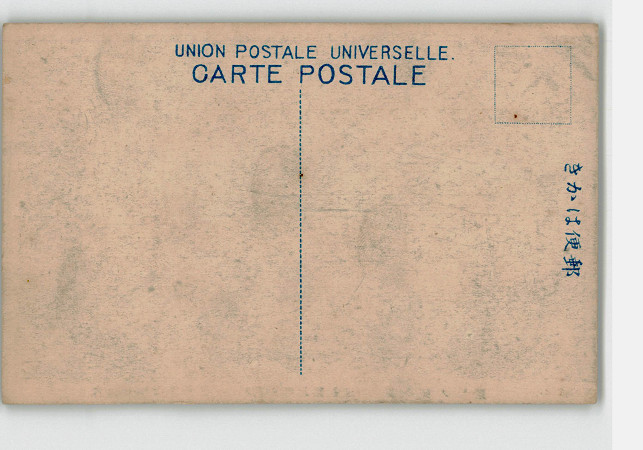 UNION POSTALE UNIVERSELLE.
CARTE POSTALE
きかは便郵